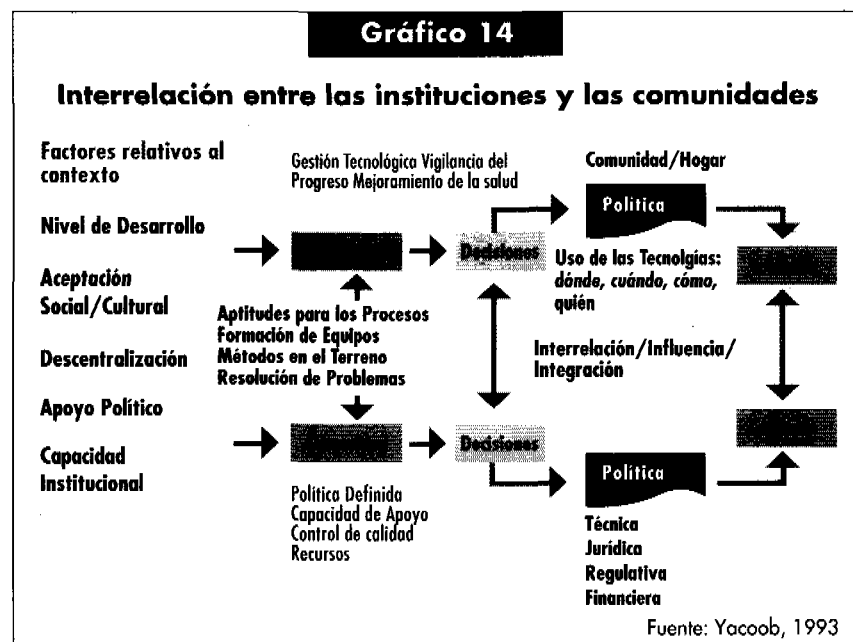 Gráfico 14
Interrelación entre las instituciones y las comunidades
Factores relativos al
contexto
Nivel de Desarrollo
Aceptación
Social/Cultural
Descentralización
Apoyo Político
Capacidad
Institucional
Gestión Tecnológica Vigilancia del
Progreso Mejoramiento de la salud
Decisiones
Aptitudes para los Procesos
Formación de Equipos
Métodos en el Terreno
Resolución de Problemas
Decisiones
Política Definida
Capacidad de Apoyo
Control de calidad
Recursos
Comunidad/Hogar
Política
Uso de las Tecnolgías:
dónde, cuándo, cómo,
quién
Interrelación/Influencia/
Integración
Política
Técnica
Jurídica
Regulativa
Financiera
Fuente: Yacoob, 1993